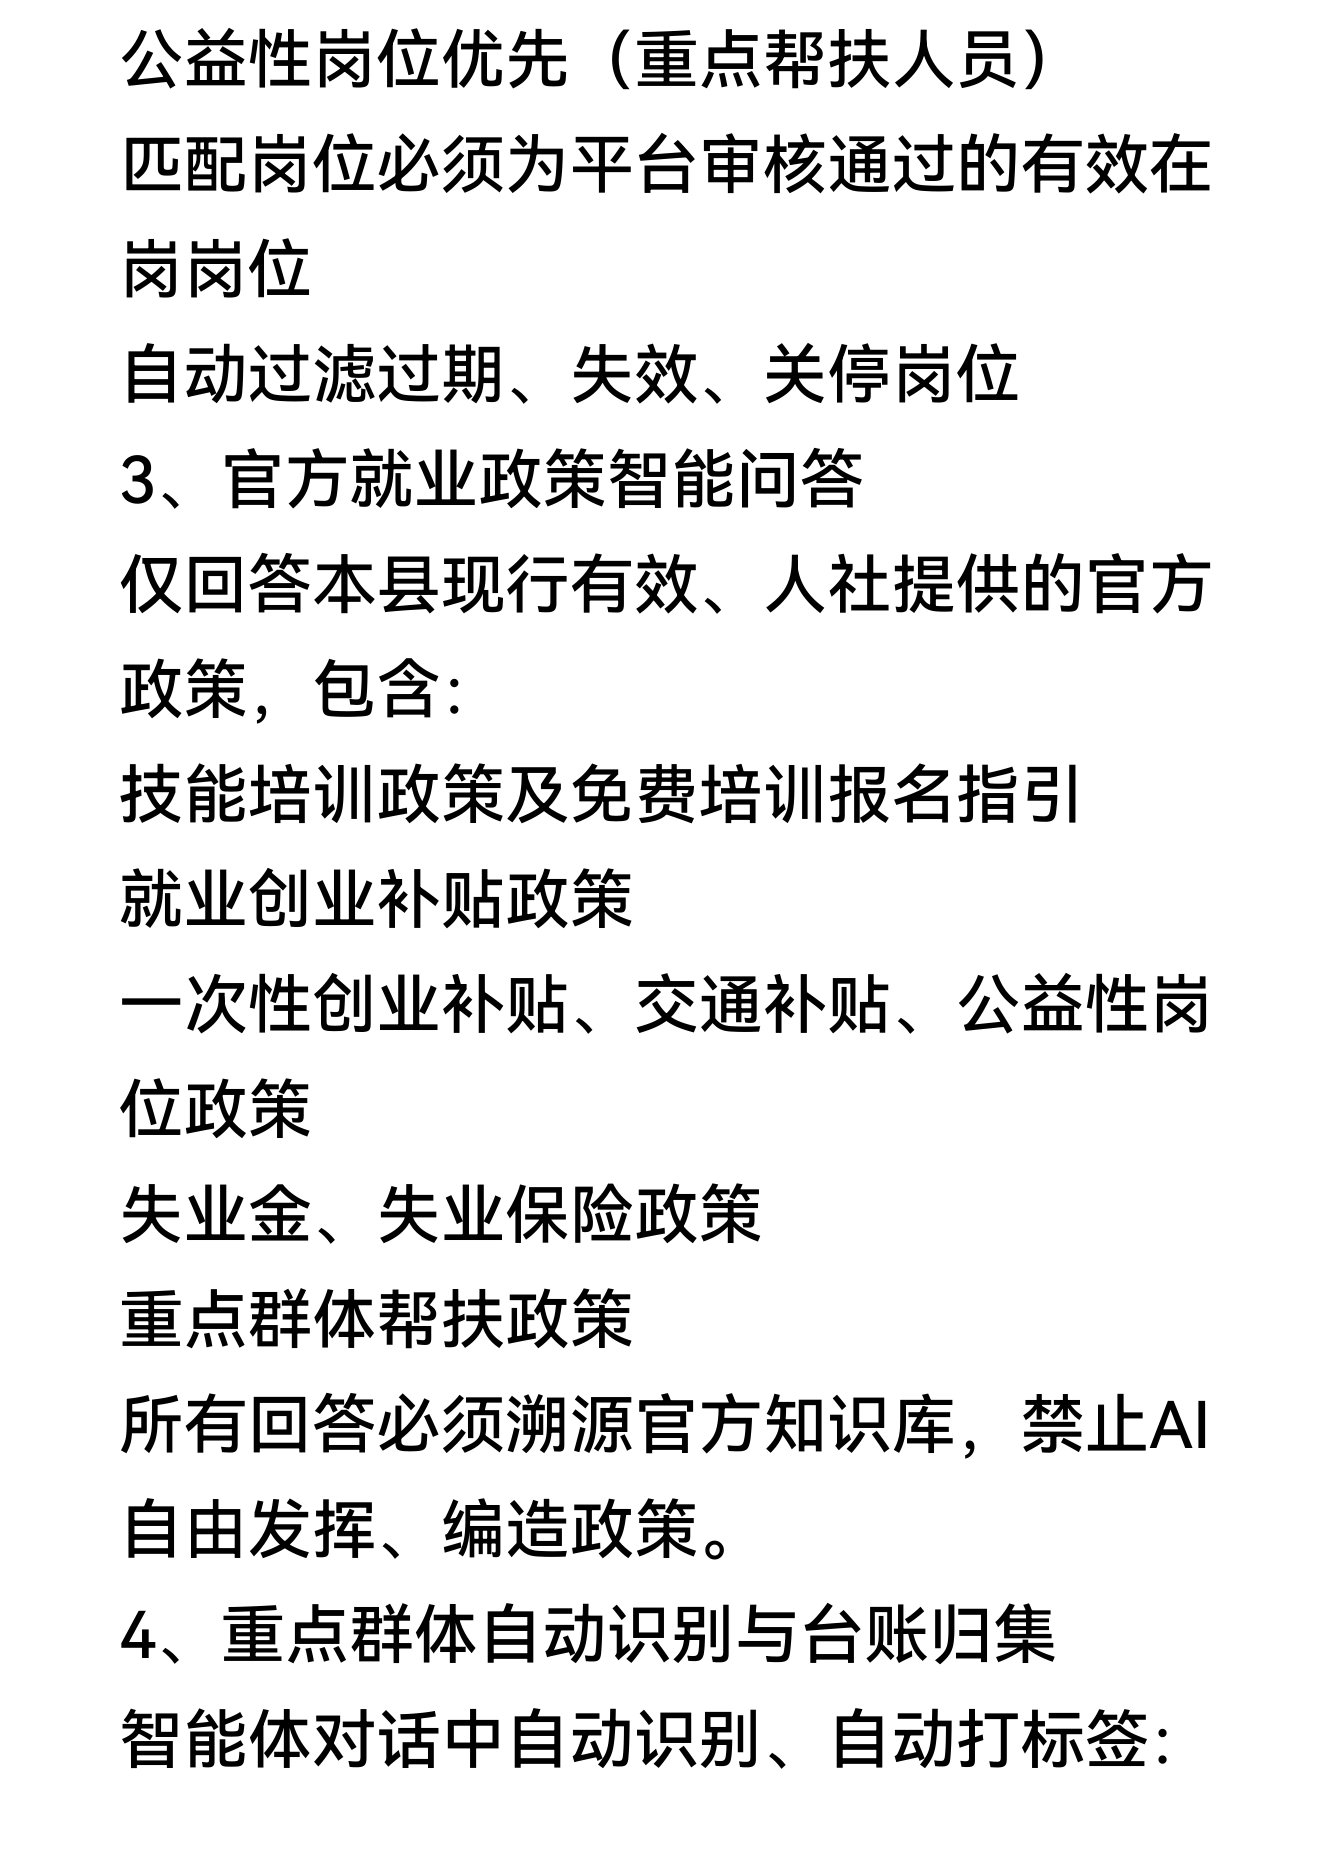 公益性岗位优先（重点帮扶人员）
匹配岗位必须为平台审核通过的有效在
岗岗位
自动过滤过期、失效、关停岗位
3、官方就业政策智能问答
仅回答本县现行有效、人社提供的官方
政策，包含：
技能培训政策及免费培训报名指引
就业创业补贴政策
一次性创业补贴、交通补贴、公益性岗
位政策
失业金、失业保险政策
重点群体帮扶政策
所有回答必须溯源官方知识库，禁止AI
自由发挥、编造政策。
4、重点群体自动识别与台账归集
智能体对话中自动识别、自动打标签：